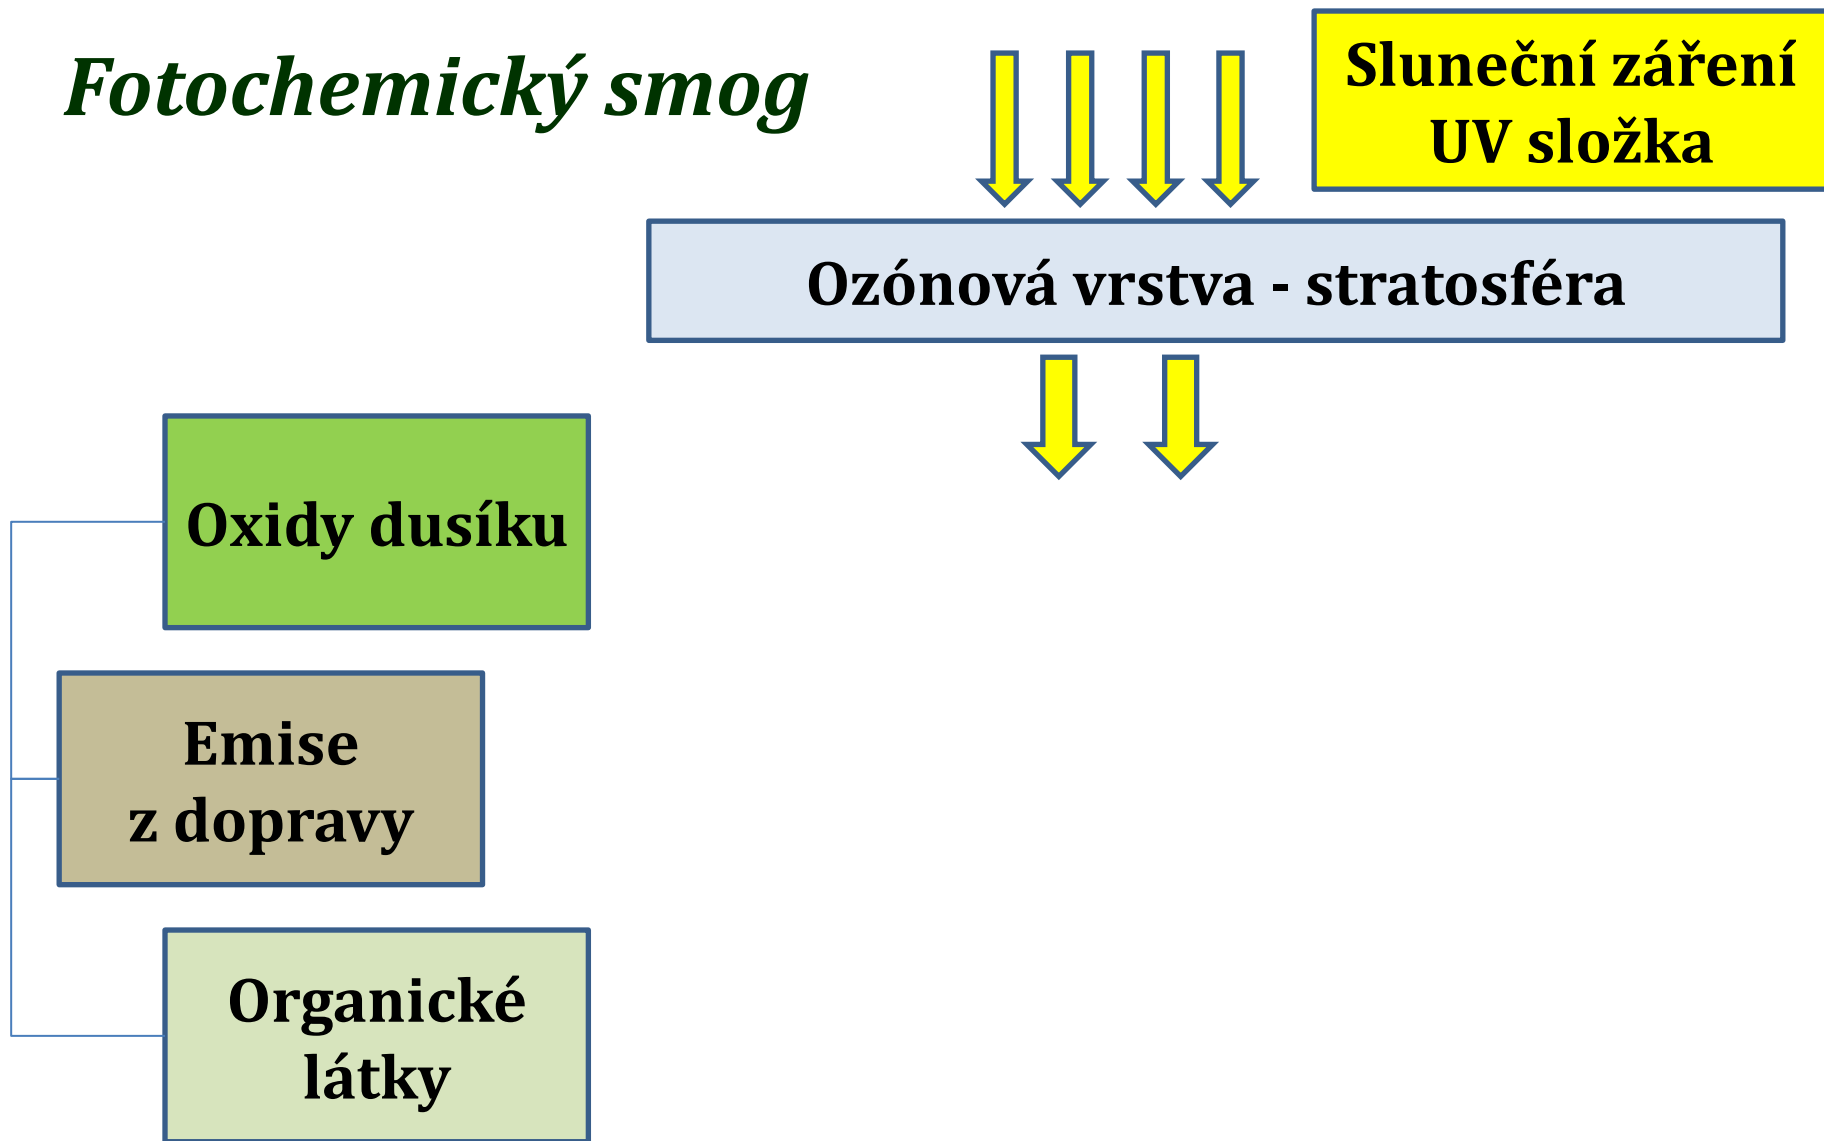 Fotochemický smog
Sluneční záření
UV složka
Ozónová vrstva - stratosféra
Oxidy dusíku
Emise
z dopravy
Organické
látky